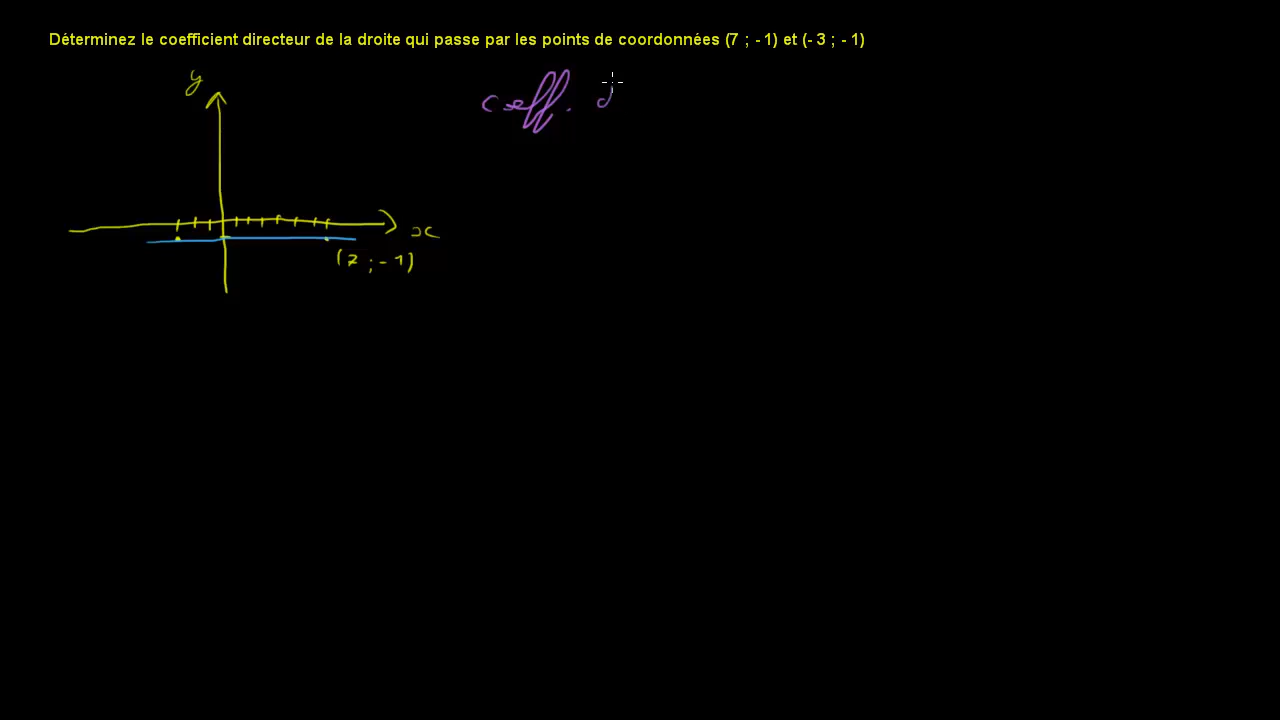 Déterminez le coefficient directeur de la droite qui passe par les points de coordonnées (7 ; - 1) et (- 3 ; - 1)
y
coeff. d
x
(7 ; - 1)